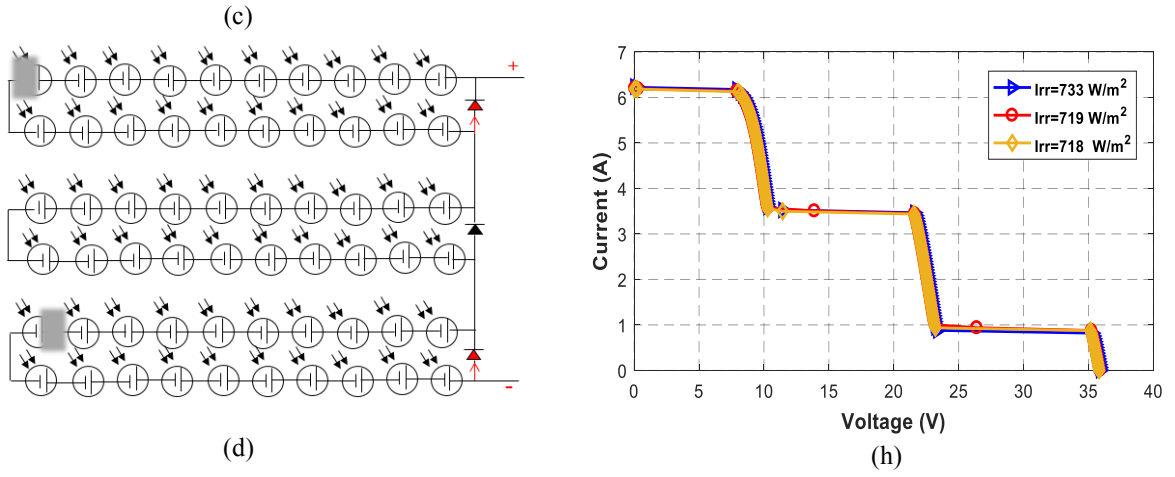 (c)
+
-
(d)
7
6
5
4
3
2
1
0
Current (A)
Irr=733 W/m²
Irr=719 W/m²
Irr=718 W/m²
0 5 10 15 20 25 30 35 40
Voltage (V)
(h)